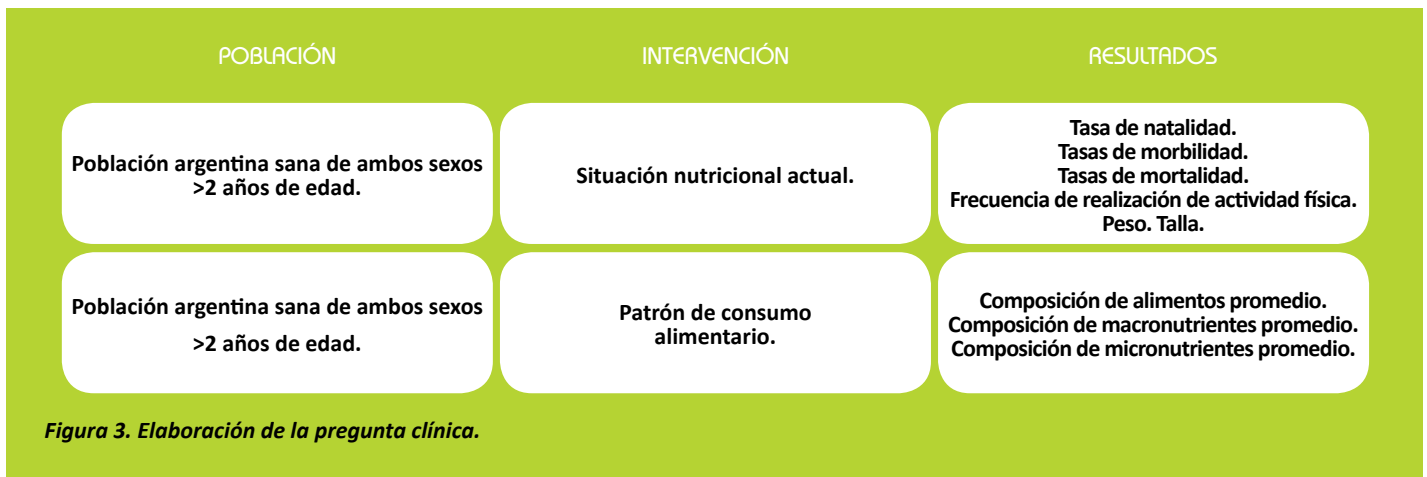 POBLACIÓN
INTERVENCIÓN
RESULTADOS
Población argentina sana de ambos sexos
>2 años de edad.
Situación nutricional actual.
Tasa de natalidad.
Tasas de morbilidad.
Tasas de mortalidad.
Frecuencia de realización de actividad física.
Peso. Talla.
Población argentina sana de ambos sexos
>2 años de edad.
Patrón de consumo
alimentario.
Composición de alimentos promedio.
Composición de macronutrientes promedio.
Composición de micronutrientes promedio.
Figura 3. Elaboración de la pregunta clínica.